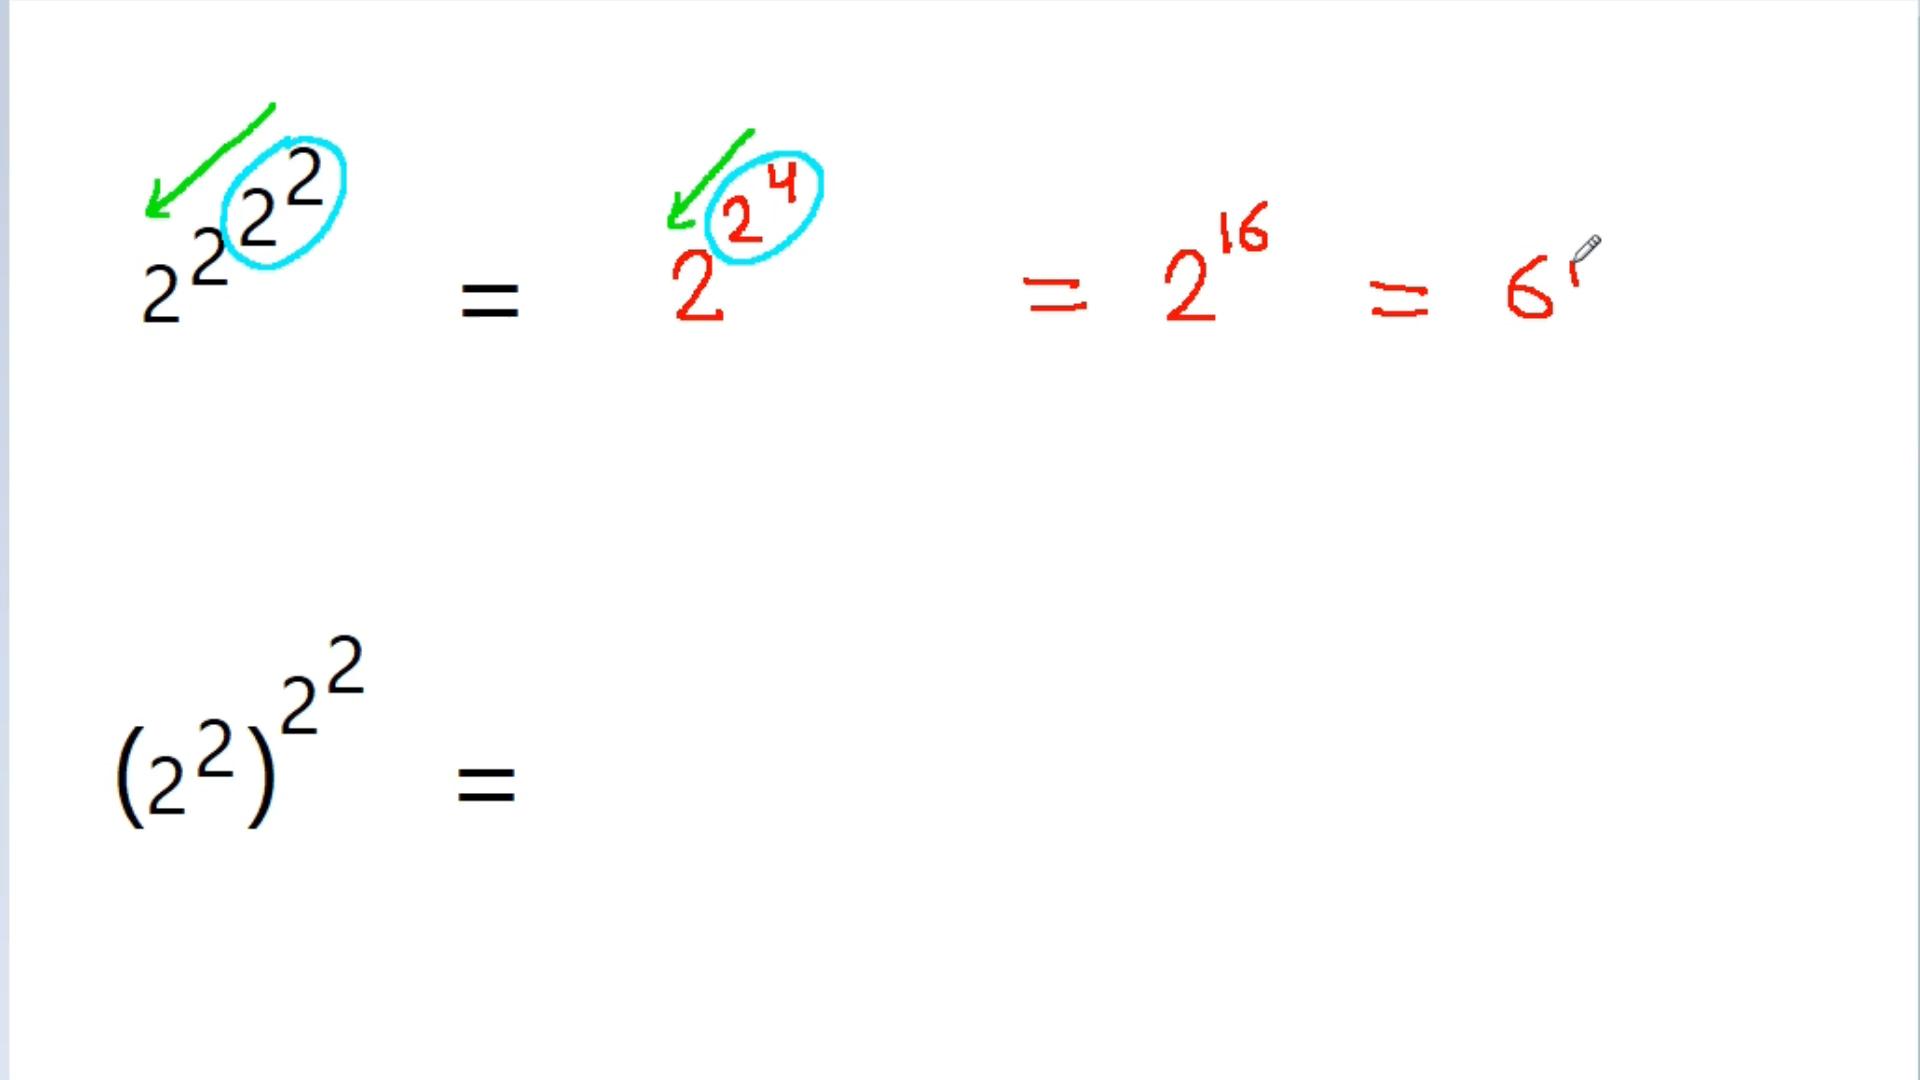 2^2^2^2 = 2^2^4 = 2^16 = 6
(2^2)^2^2 =